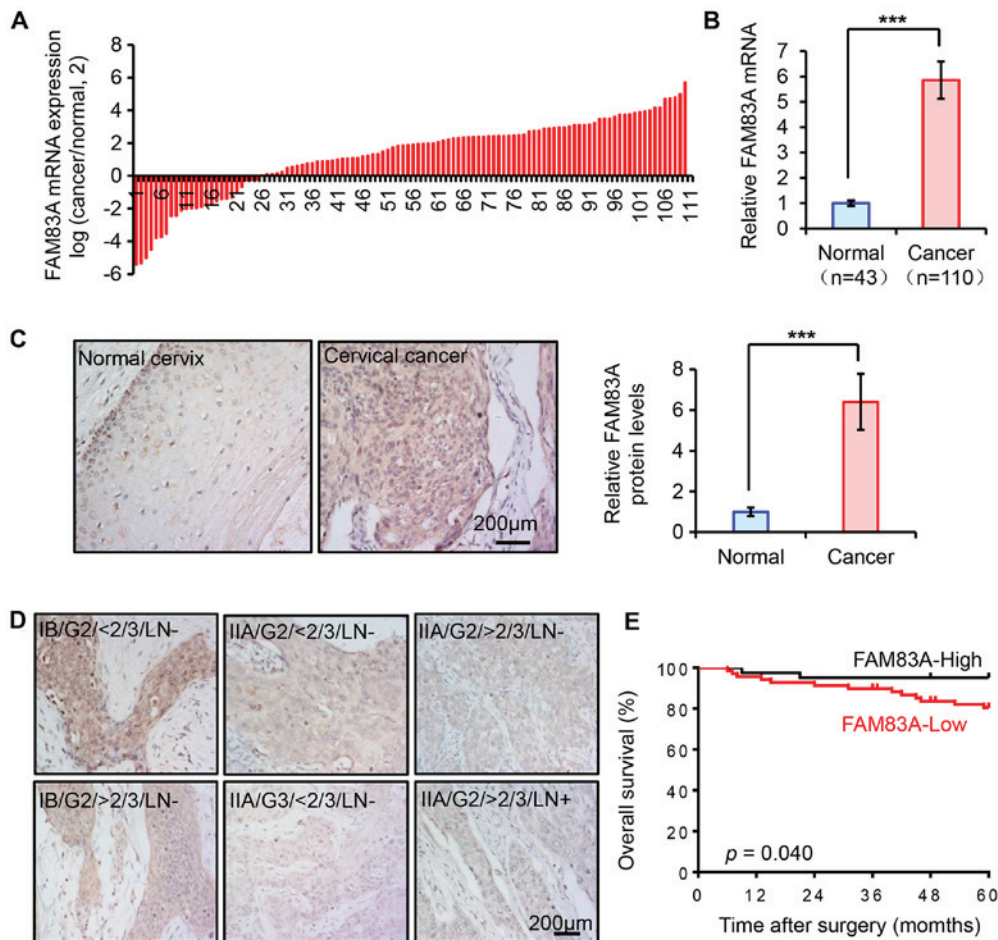 A
FAM83A mRNA expression
log (cancer/normal, 2)
8
6
4
2
0
-2
-4
-6
1
6
11
16
21
26
31
36
41
46
51
56
61
66
71
76
81
86
91
96
101
106
111
B
Relative FAM83A mRNA
7
6
5
4
3
2
1
0
***
Normal
（n=43）
Cancer
（n=110）
C
Normal cervix
Cervical cancer
200μm
Relative FAM83A
protein levels
8
6
4
2
0
***
Normal
Cancer
D
IB/G2/<2/3/LN-
IIA/G2/<2/3/LN-
IIA/G2/>2/3/LN-
IB/G2/>2/3/LN-
IIA/G3/<2/3/LN-
IIA/G2/>2/3/LN+
200μm
E
Overall survival (%)
100
80
60
40
20
0
FAM83A-High
FAM83A-Low
p = 0.040
0
12
24
36
48
60
Time after surgery (momths)